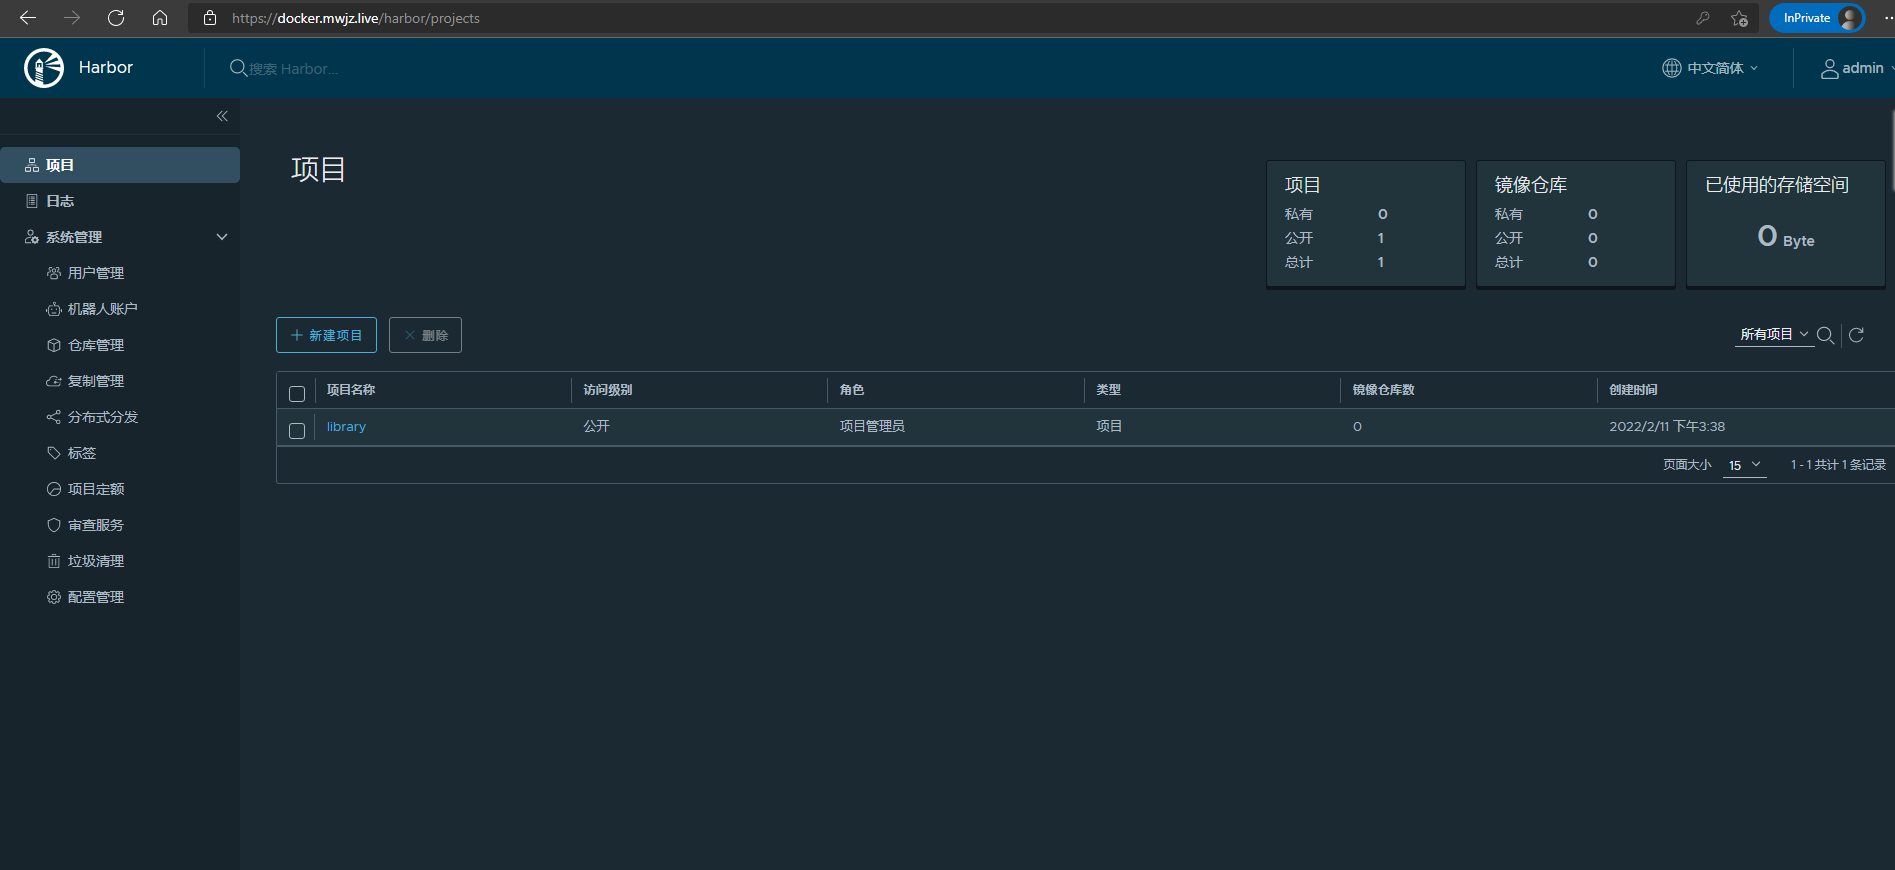 https://docker.mwjz.live/harbor/projects
InPrivate
Harbor
搜索 Harbor...
中文简体
admin
项目
日志
系统管理
用户管理
机器人账户
仓库管理
复制管理
分布式分发
标签
项目定额
审查服务
垃圾清理
配置管理
项目
项目
私有 0
公开 1
总计 1
镜像仓库
私有 0
公开 0
总计 0
已使用的存储空间
0 Byte
新建项目
删除
所有项目
项目名称 访问级别 角色 类型 镜像仓库数 创建时间
library 公开 项目管理员 项目 0 2022/2/11 下午3:38
页面大小 15 1 - 1 共计 1 条记录